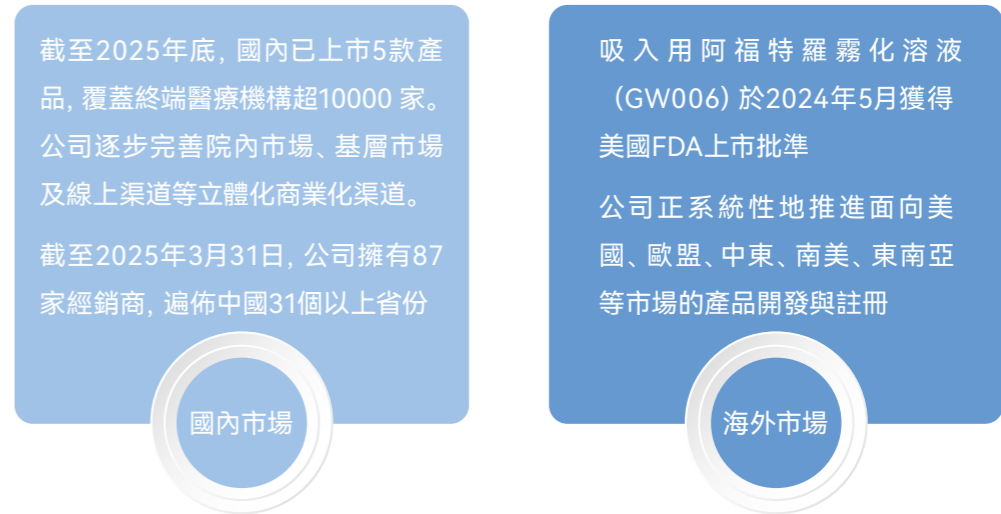 截至2025年底, 國內已上市5款產
品, 覆蓋終端醫療機構超10000 家。
公司逐步完善院內市場、基層市場
及線上渠道等立體化商業化渠道。
截至2025年3月31日, 公司擁有87
家經銷商, 遍佈中國31個以上省份
國內市場
吸入用阿福特羅霧化溶液
(GW006) 於2024年5月獲得
美國FDA上市批準
公司正系統性地推進面向美
國、歐盟、中東、南美、東南亞
等市場的產品開發與註冊
海外市場